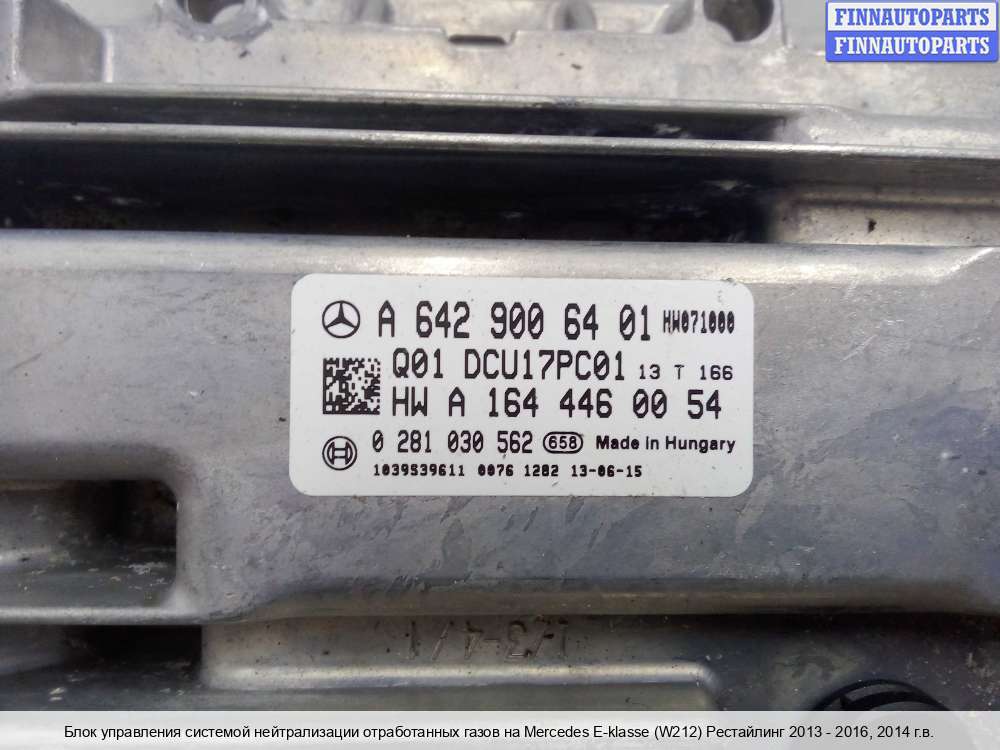 FINNAUTOPARTS
FINNAUTOPARTS
A 642 900 64 01 HW071000
Q01 DCU17PC01 13 T 166
HW A 164 446 00 54
0 281 030 562 658 Made in Hungary
1039S39611 0076 1282 13-06-15
Блок управления системой нейтрализации отработанных газов на Mercedes E-klasse (W212) Рестайлинг 2013 - 2016, 2014 г.в.